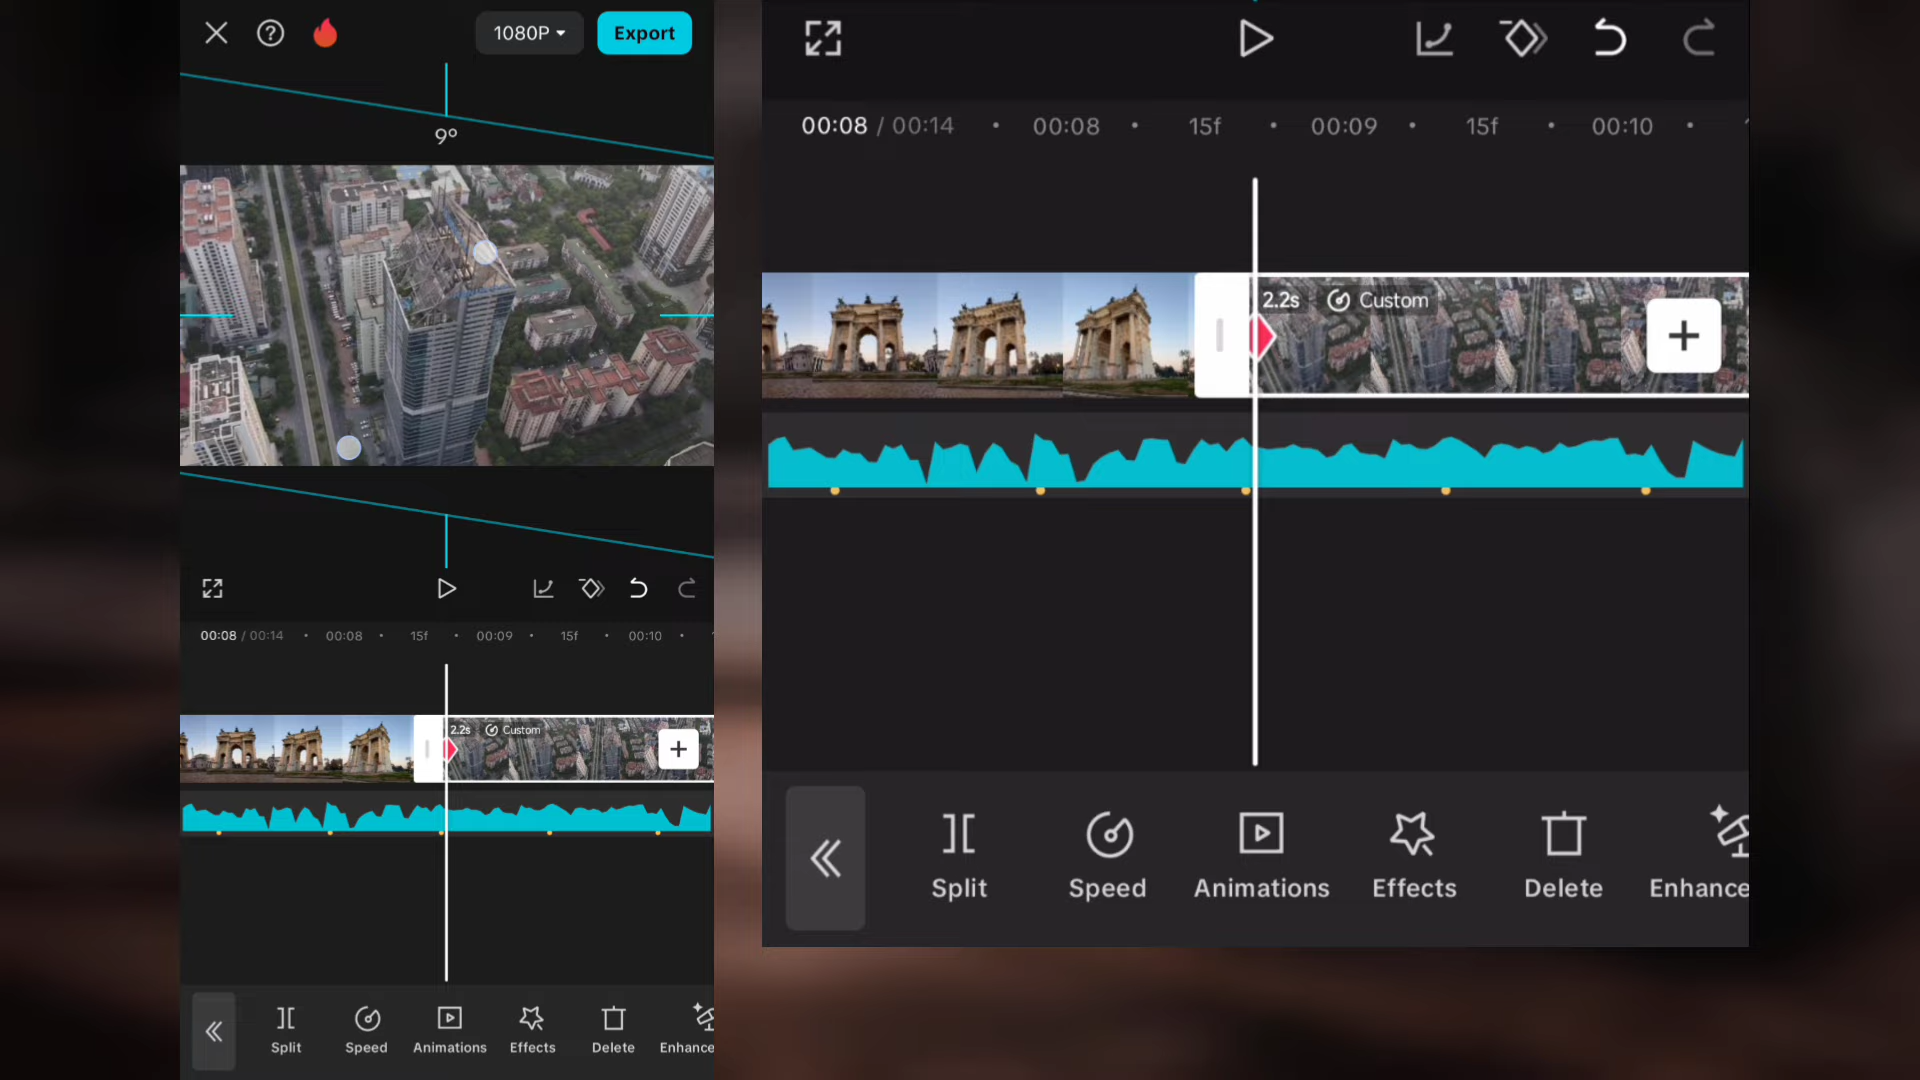 1080P
Export
9°
00:08 / 00:14
00:08
15f
00:09
15f
00:10
2.2s
Custom
Split
Speed
Animations
Effects
Delete
Enhance
00:08 / 00:14
00:08
15f
00:09
15f
00:10
2.2s
Custom
Split
Speed
Animations
Effects
Delete
Enhance